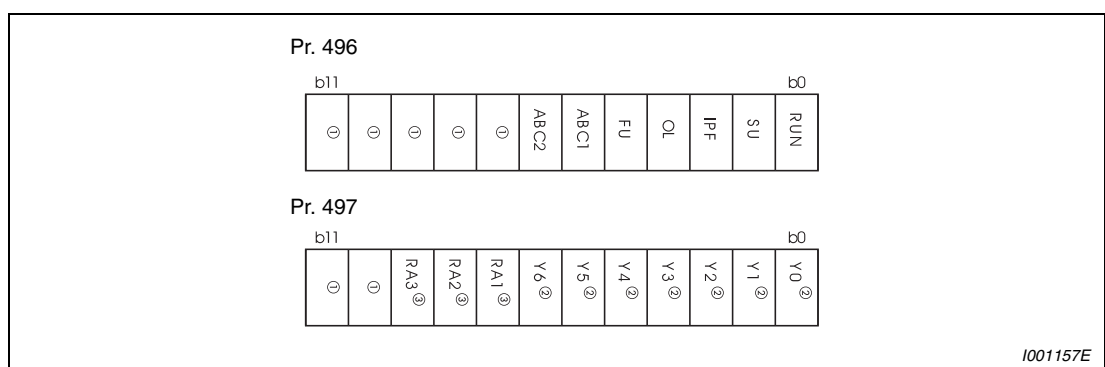 Pr. 496
b11 b0
① ① ① ① ① ABC2 ABC1 FU OL IPF SU RUN
Pr. 497
b11 b0
① ① RA3③ RA2③ RA1③ Y6② Y5② Y4② Y3② Y2② Y1② Y0②
I001157E